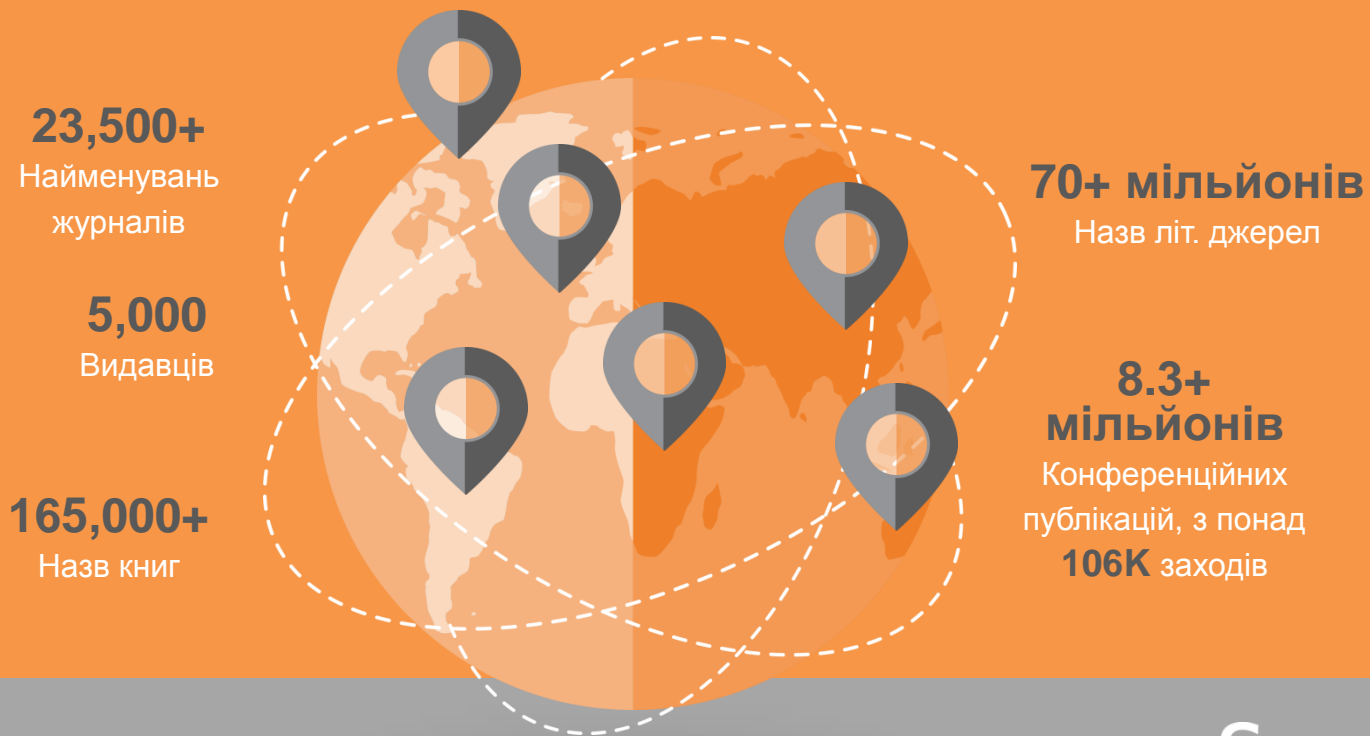 23,500+
Найменувань
журналів
5,000
Видавців
165,000+
Назв книг
70+ мільйонів
Назв літ. джерел
8.3+
мільйонів
Конференційних
публікацій, з понад
106K заходів